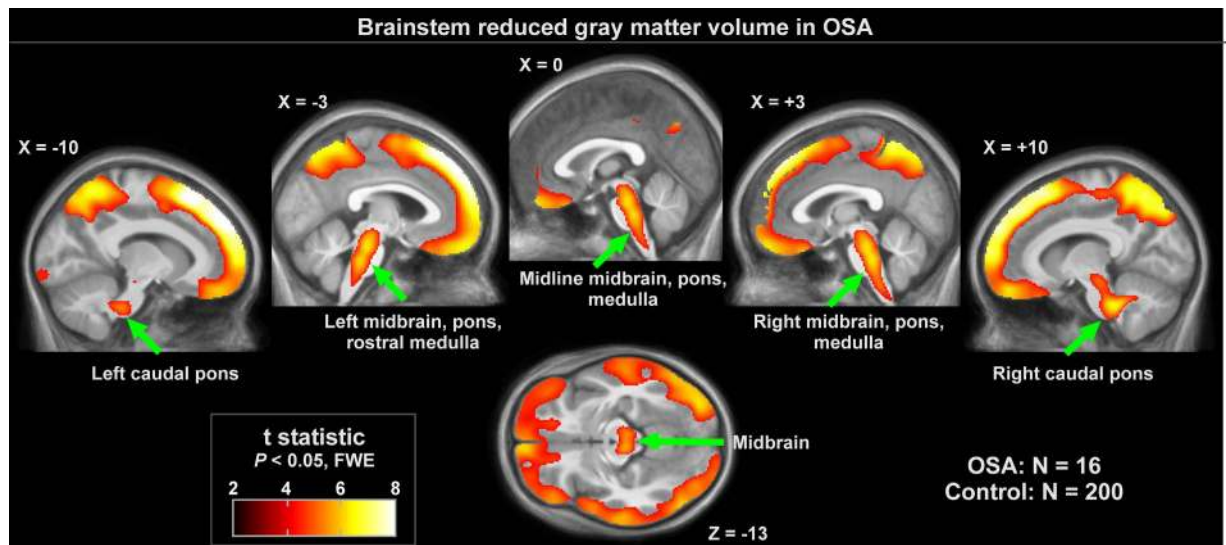 Brainstem reduced gray matter volume in OSA
X = -10
X = -3
X = 0
X = +3
X = +10
Left caudal pons
Left midbrain, pons,
rostral medulla
Midline midbrain, pons,
medulla
Right midbrain, pons,
medulla
Right caudal pons
t statistic
P < 0.05, FWE
2 4 6 8
Midbrain
Z = -13
OSA: N = 16
Control: N = 200